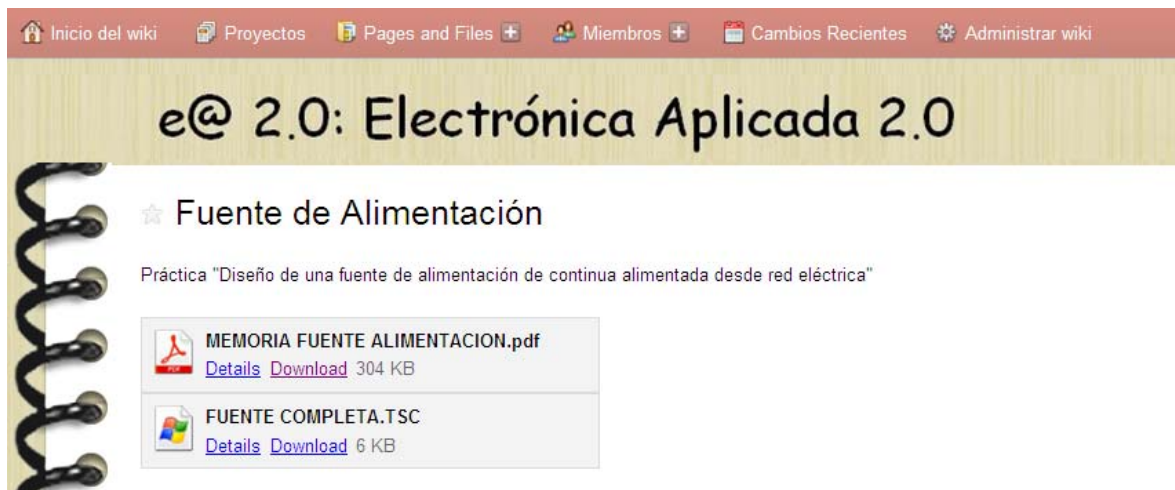 Inicio del wiki Proyectos Pages and Files Miembros Cambios Recientes Administrar wiki
e@ 2.0: Electrónica Aplicada 2.0
Fuente de Alimentación
Práctica "Diseño de una fuente de alimentación de continua alimentada desde red eléctrica"
MEMORIA FUENTE ALIMENTACION.pdf
Details Download 304 KB
FUENTE COMPLETA.TSC
Details Download 6 KB